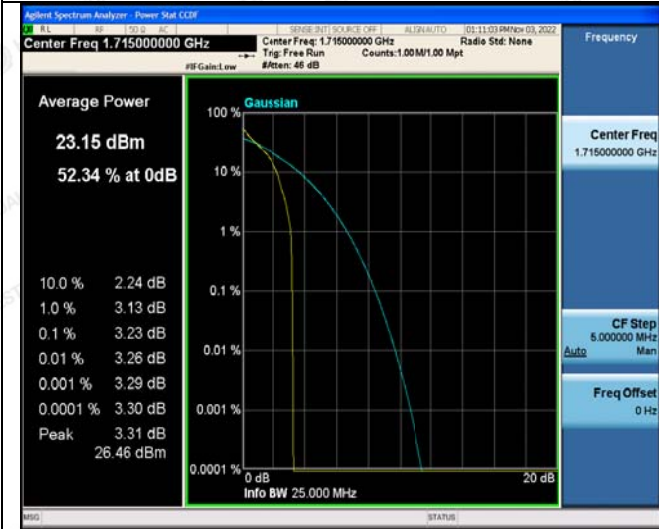 Agilent Spectrum Analyzer - Power Stat CCDF
RL RF 50 Ω AC SENSE:INT SOURCE OFF ALIGNAUTO 01:11:03 PM Nov 03, 2022
Center Freq 1.715000000 GHz
Center Freq: 1.715000000 GHz Radio Std: None
Trig: Free Run Counts:1.00 M/1.00 Mpt
#IFGain:Low #Atten: 46 dB
Frequency
Average Power
23.15 dBm
52.34 % at 0dB
10.0 % 2.24 dB
1.0 % 3.13 dB
0.1 % 3.23 dB
0.01 % 3.26 dB
0.001 % 3.29 dB
0.0001 % 3.30 dB
Peak 3.31 dB
26.46 dBm
Gaussian
100 %
10 %
1 %
0.1 %
0.01 %
0.001 %
0.0001 %
0 dB 20 dB
Info BW 25.000 MHz
Center Freq
1.715000000 GHz
CF Step
5.000000 MHz
Auto Man
Freq Offset
0 Hz
MSG STATUS